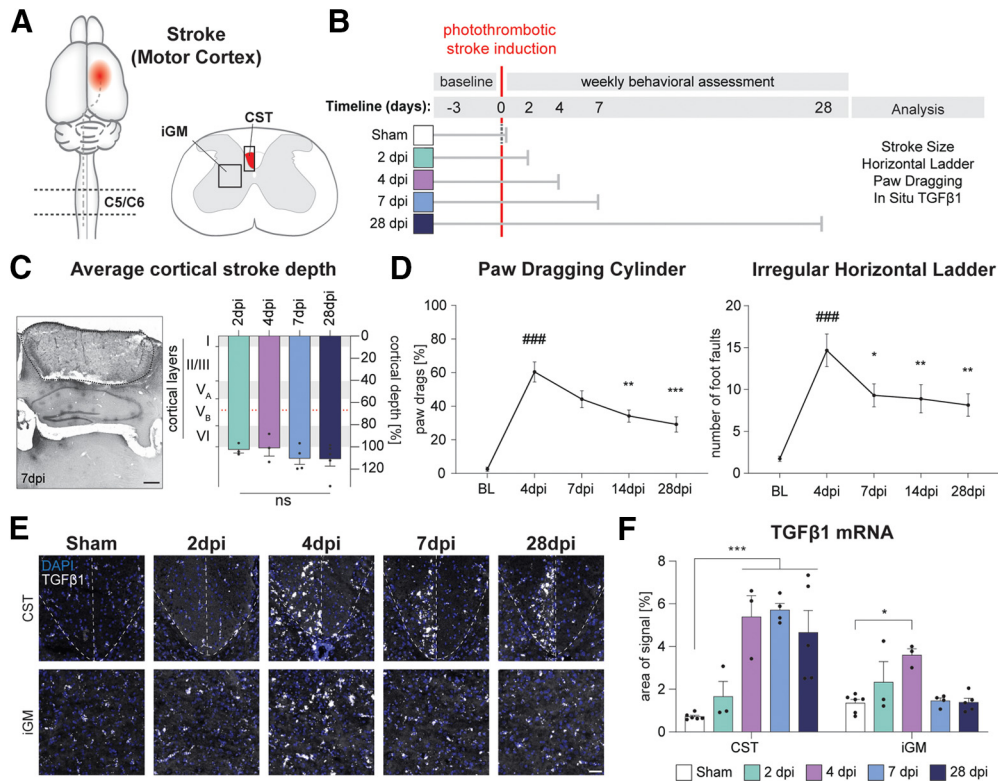 A
Stroke
(Motor Cortex)
iGM
CST
C5/C6
B
photothrombotic
stroke induction
baseline
weekly behavioral assessment
Timeline (days):
-3
0
2
4
7
28
Analysis
Sham
2 dpi
4 dpi
7 dpi
28 dpi
Stroke Size
Horizontal Ladder
Paw Dragging
In Situ TGFβ1
C
Average cortical stroke depth
7dpi
cortical layers
I
II/III
VA
VB
VI
2dpi
4dpi
7dpi
28dpi
0
20
40
60
80
100
120
cortical depth [%]
ns
D
Paw Dragging Cylinder
paw drags [%]
100
80
60
40
20
0
###
**
***
BL
4dpi
7dpi
14dpi
28dpi
Irregular Horizontal Ladder
number of foot faults
20
15
10
5
0
###
*
**
**
BL
4dpi
7dpi
14dpi
28dpi
E
Sham
2dpi
4dpi
7dpi
28dpi
DAPI
TGFβ1
CST
iGM
F
TGFβ1 mRNA
area of signal [%]
8
6
4
2
0
***
*
CST
iGM
Sham
2 dpi
4 dpi
7 dpi
28 dpi